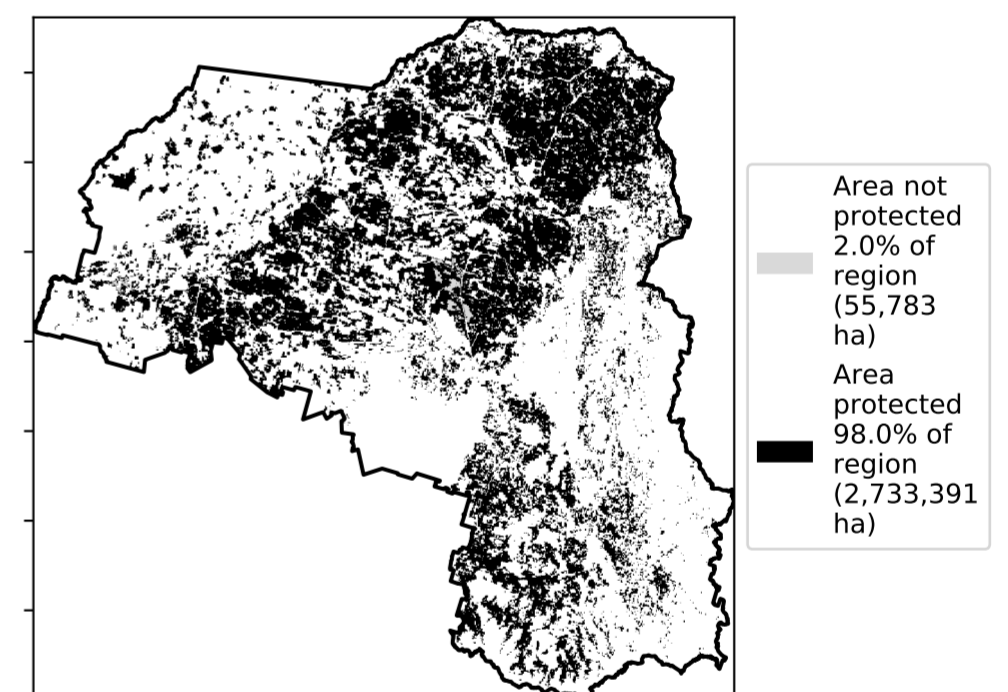 Area not
protected
2.0% of
region
(55,783
ha)
Area
protected
98.0% of
region
(2,733,391
ha)